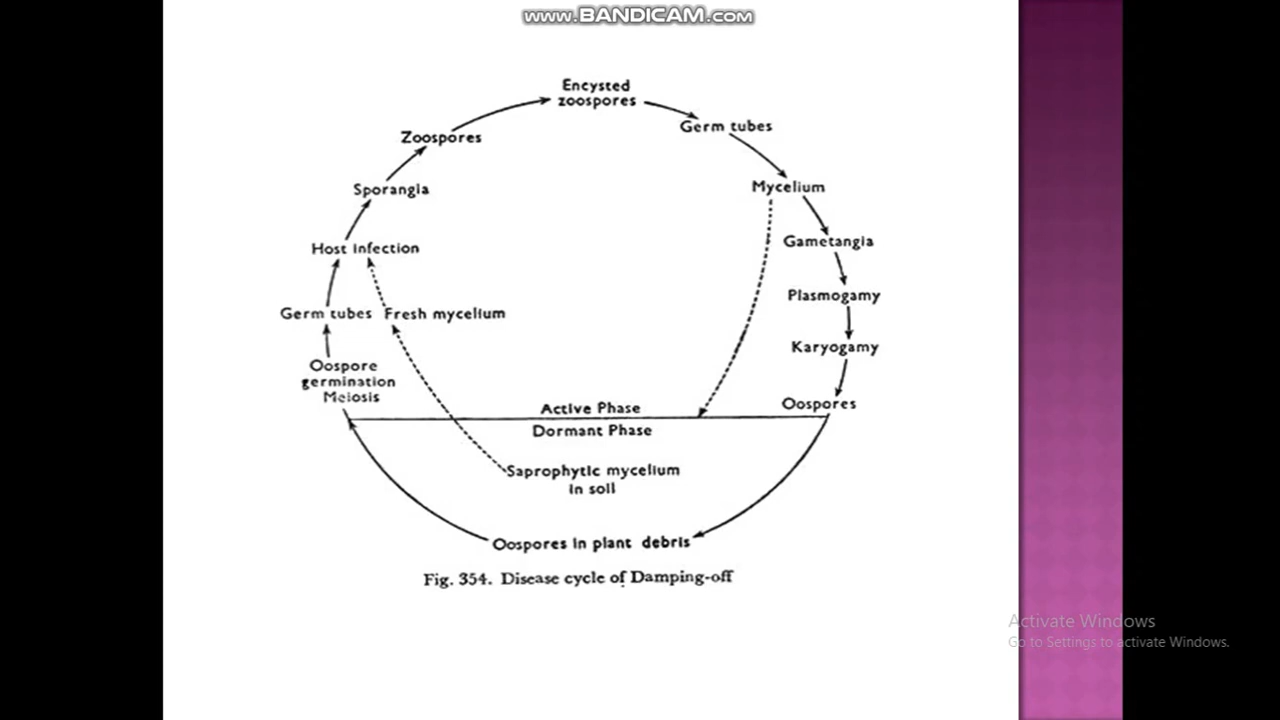 www.BANDICAM.com
Encysted
zoospores
Germ tubes
Zoospores
Mycelium
Sporangia
Gametangia
Host infection
Plasmogamy
Germ tubes
Fresh mycelium
Karyogamy
Oospore
germination
Meiosis
Oospores
Active Phase
Dormant Phase
Saprophytic mycelium
in soil
Oospores in plant debris
Fig. 354. Disease cycle of Damping-off
Activate Windows
Go to Settings to activate Windows.